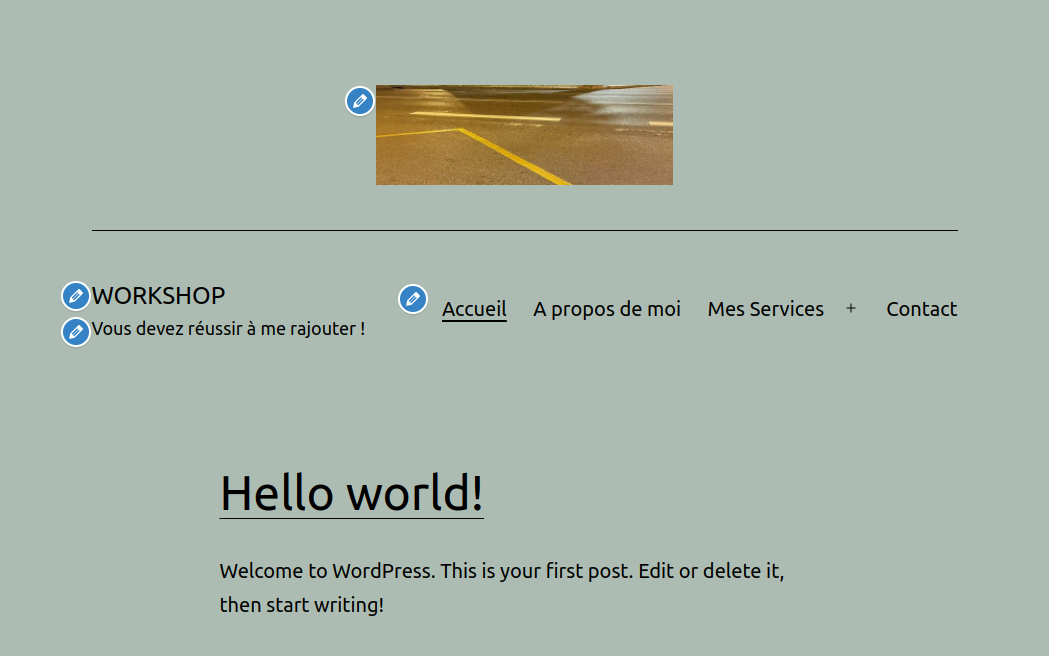 WORKSHOP
Vous devez réussir à me rajouter !
Accueil A propos de moi Mes Services + Contact
Hello world!
Welcome to WordPress. This is your first post. Edit or delete it,
then start writing!